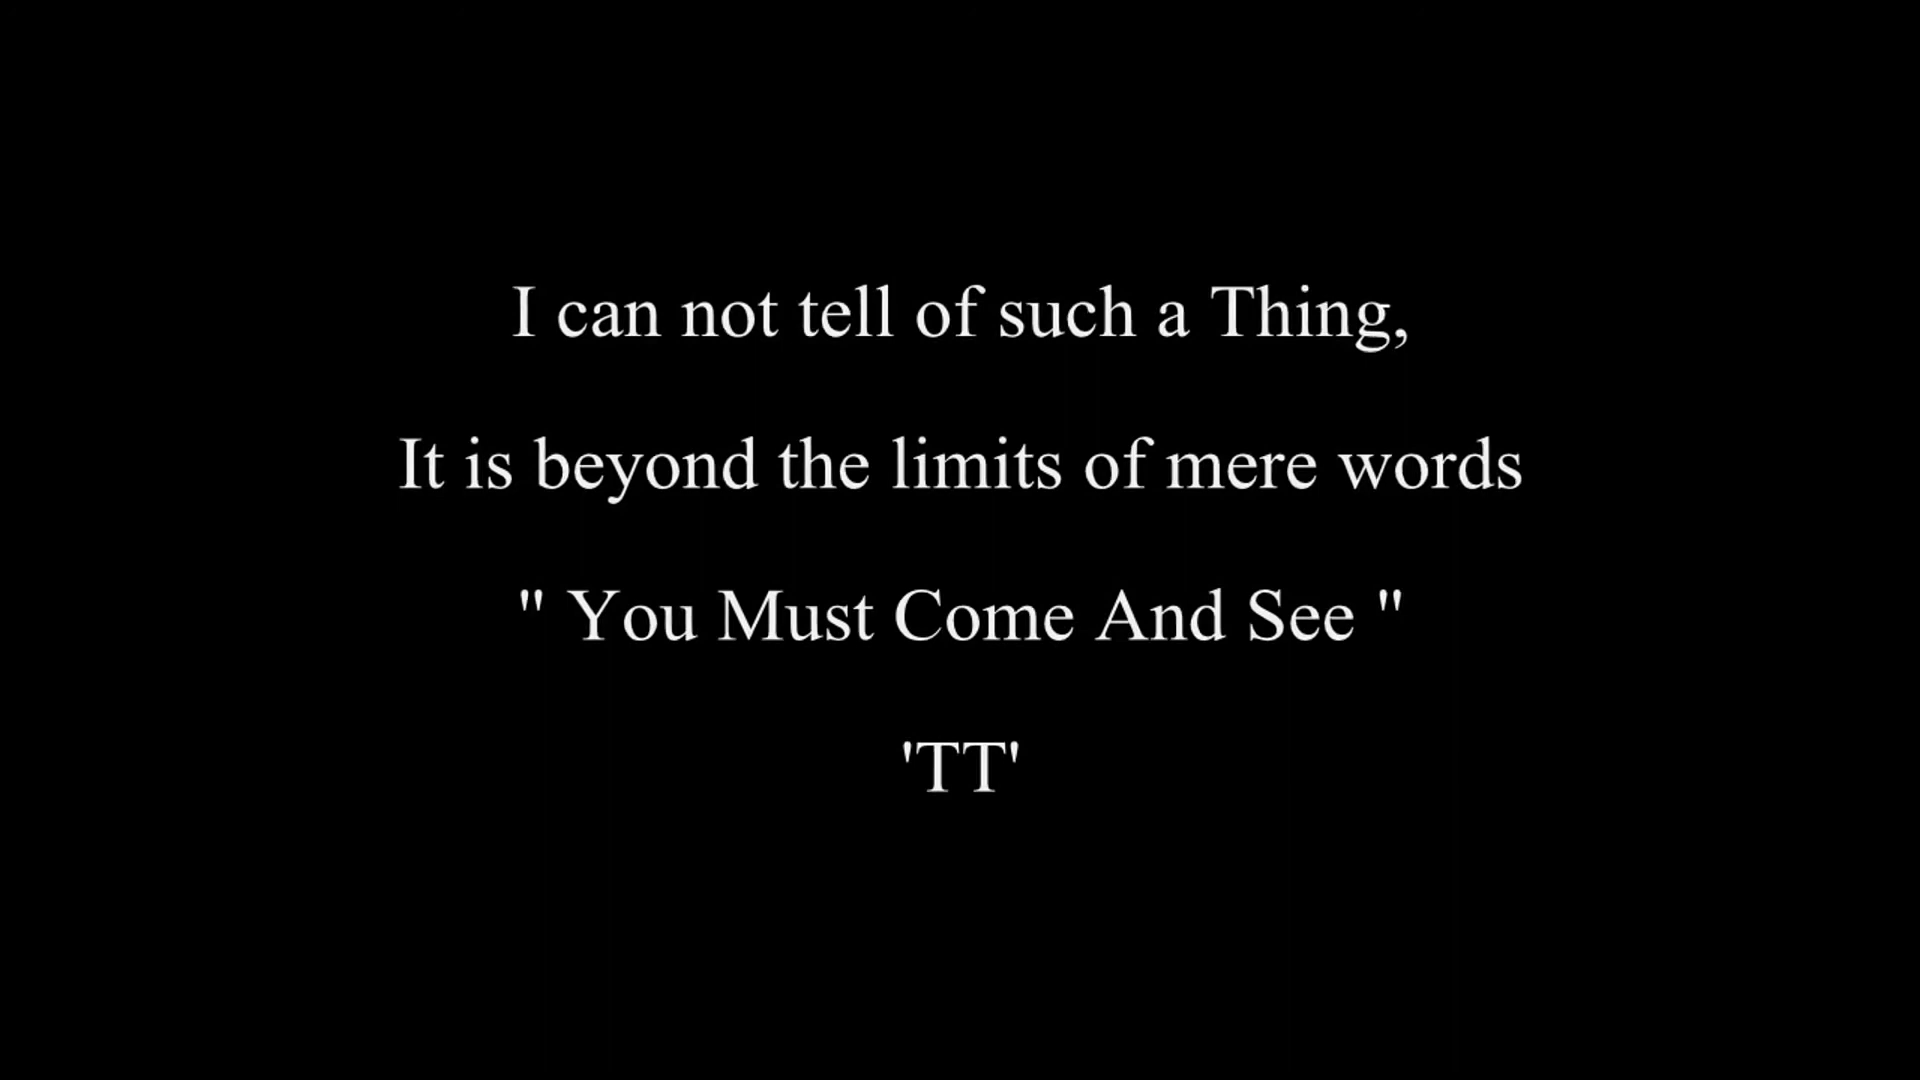 I can not tell of such a Thing,
It is beyond the limits of mere words
" You Must Come And See "
'TT'